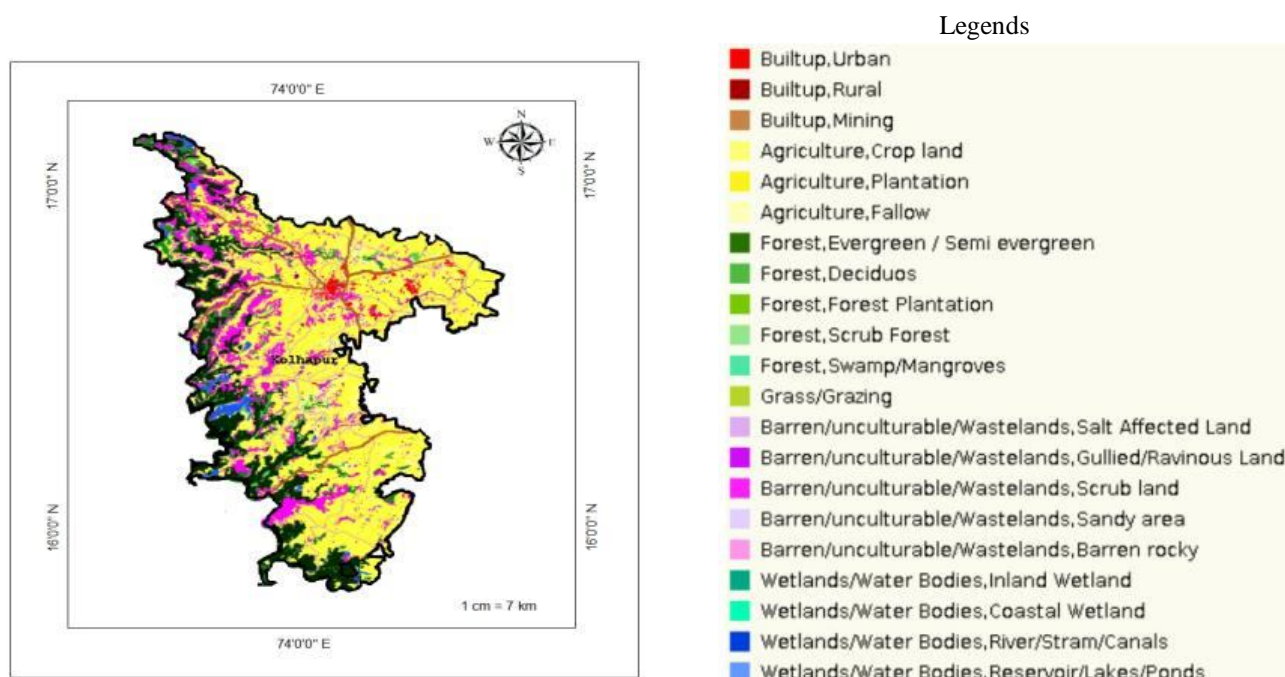 Legends
74'0'0" E
N
W E
S
17'0'0" N
17'0'0" N
Kolhapur
16'0'0" N
16'0'0" N
1 cm = 7 km
74'0'0" E
Builtup,Urban
Builtup,Rural
Builtup,Mining
Agriculture,Crop land
Agriculture,Plantation
Agriculture,Fallow
Forest,Evergreen / Semi evergreen
Forest,Deciduos
Forest,Forest Plantation
Forest,Scrub Forest
Forest,Swamp/Mangroves
Grass/Grazing
Barren/unculturable/Wastelands,Salt Affected Land
Barren/unculturable/Wastelands,Gullied/Ravinous Land
Barren/unculturable/Wastelands,Scrub land
Barren/unculturable/Wastelands,Sandy area
Barren/unculturable/Wastelands,Barren rocky
Wetlands/Water Bodies,Inland Wetland
Wetlands/Water Bodies,Coastal Wetland
Wetlands/Water Bodies,River/Stram/Canals
Wetlands/Water Bodies,Reservoir/Lakes/Ponds